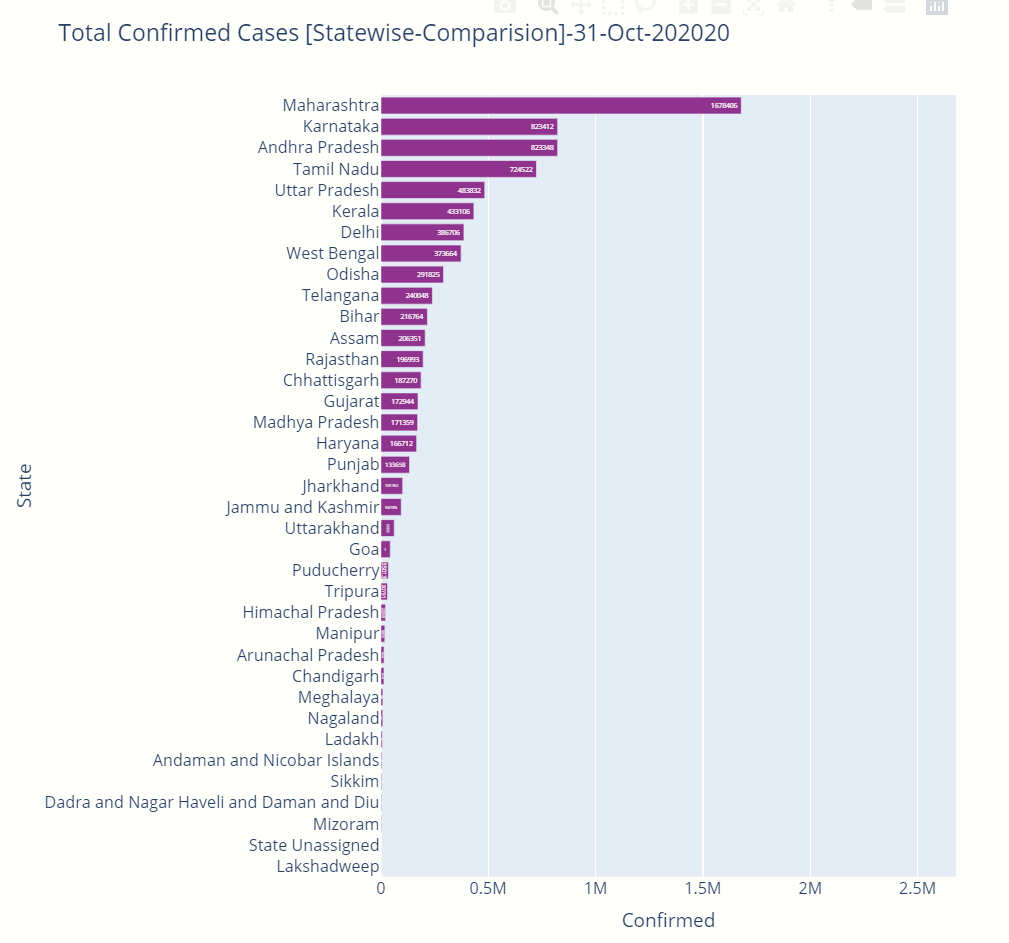 Total Confirmed Cases [Statewise-Comparision]-31-Oct-202020
Maharashtra 1678406
Karnataka 823412
Andhra Pradesh 823348
Tamil Nadu 724522
Uttar Pradesh 483832
Kerala 433106
Delhi 386706
West Bengal 373664
Odisha 291825
Telangana 240048
Bihar 216764
Assam 206351
Rajasthan 196993
Chhattisgarh 187270
Gujarat 172944
Madhya Pradesh 171359
Haryana 166712
Punjab 133658
Jharkhand
Jammu and Kashmir
Uttarakhand
Goa
Puducherry
Tripura
Himachal Pradesh
Manipur
Arunachal Pradesh
Chandigarh
Meghalaya
Nagaland
Ladakh
Andaman and Nicobar Islands
Sikkim
Dadra and Nagar Haveli and Daman and Diu
Mizoram
State Unassigned
Lakshadweep
State
0 0.5M 1M 1.5M 2M 2.5M
Confirmed